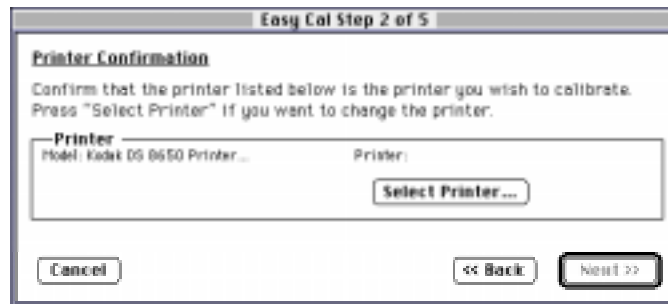 Easy Cal Step 2 of 5
Printer Confirmation
Confirm that the printer listed below is the printer you wish to calibrate.
Press "Select Printer" if you want to change the printer.
Printer
Model: Kodak DS 8650 Printer... Printer:
Select Printer...
Cancel << Back Next >>